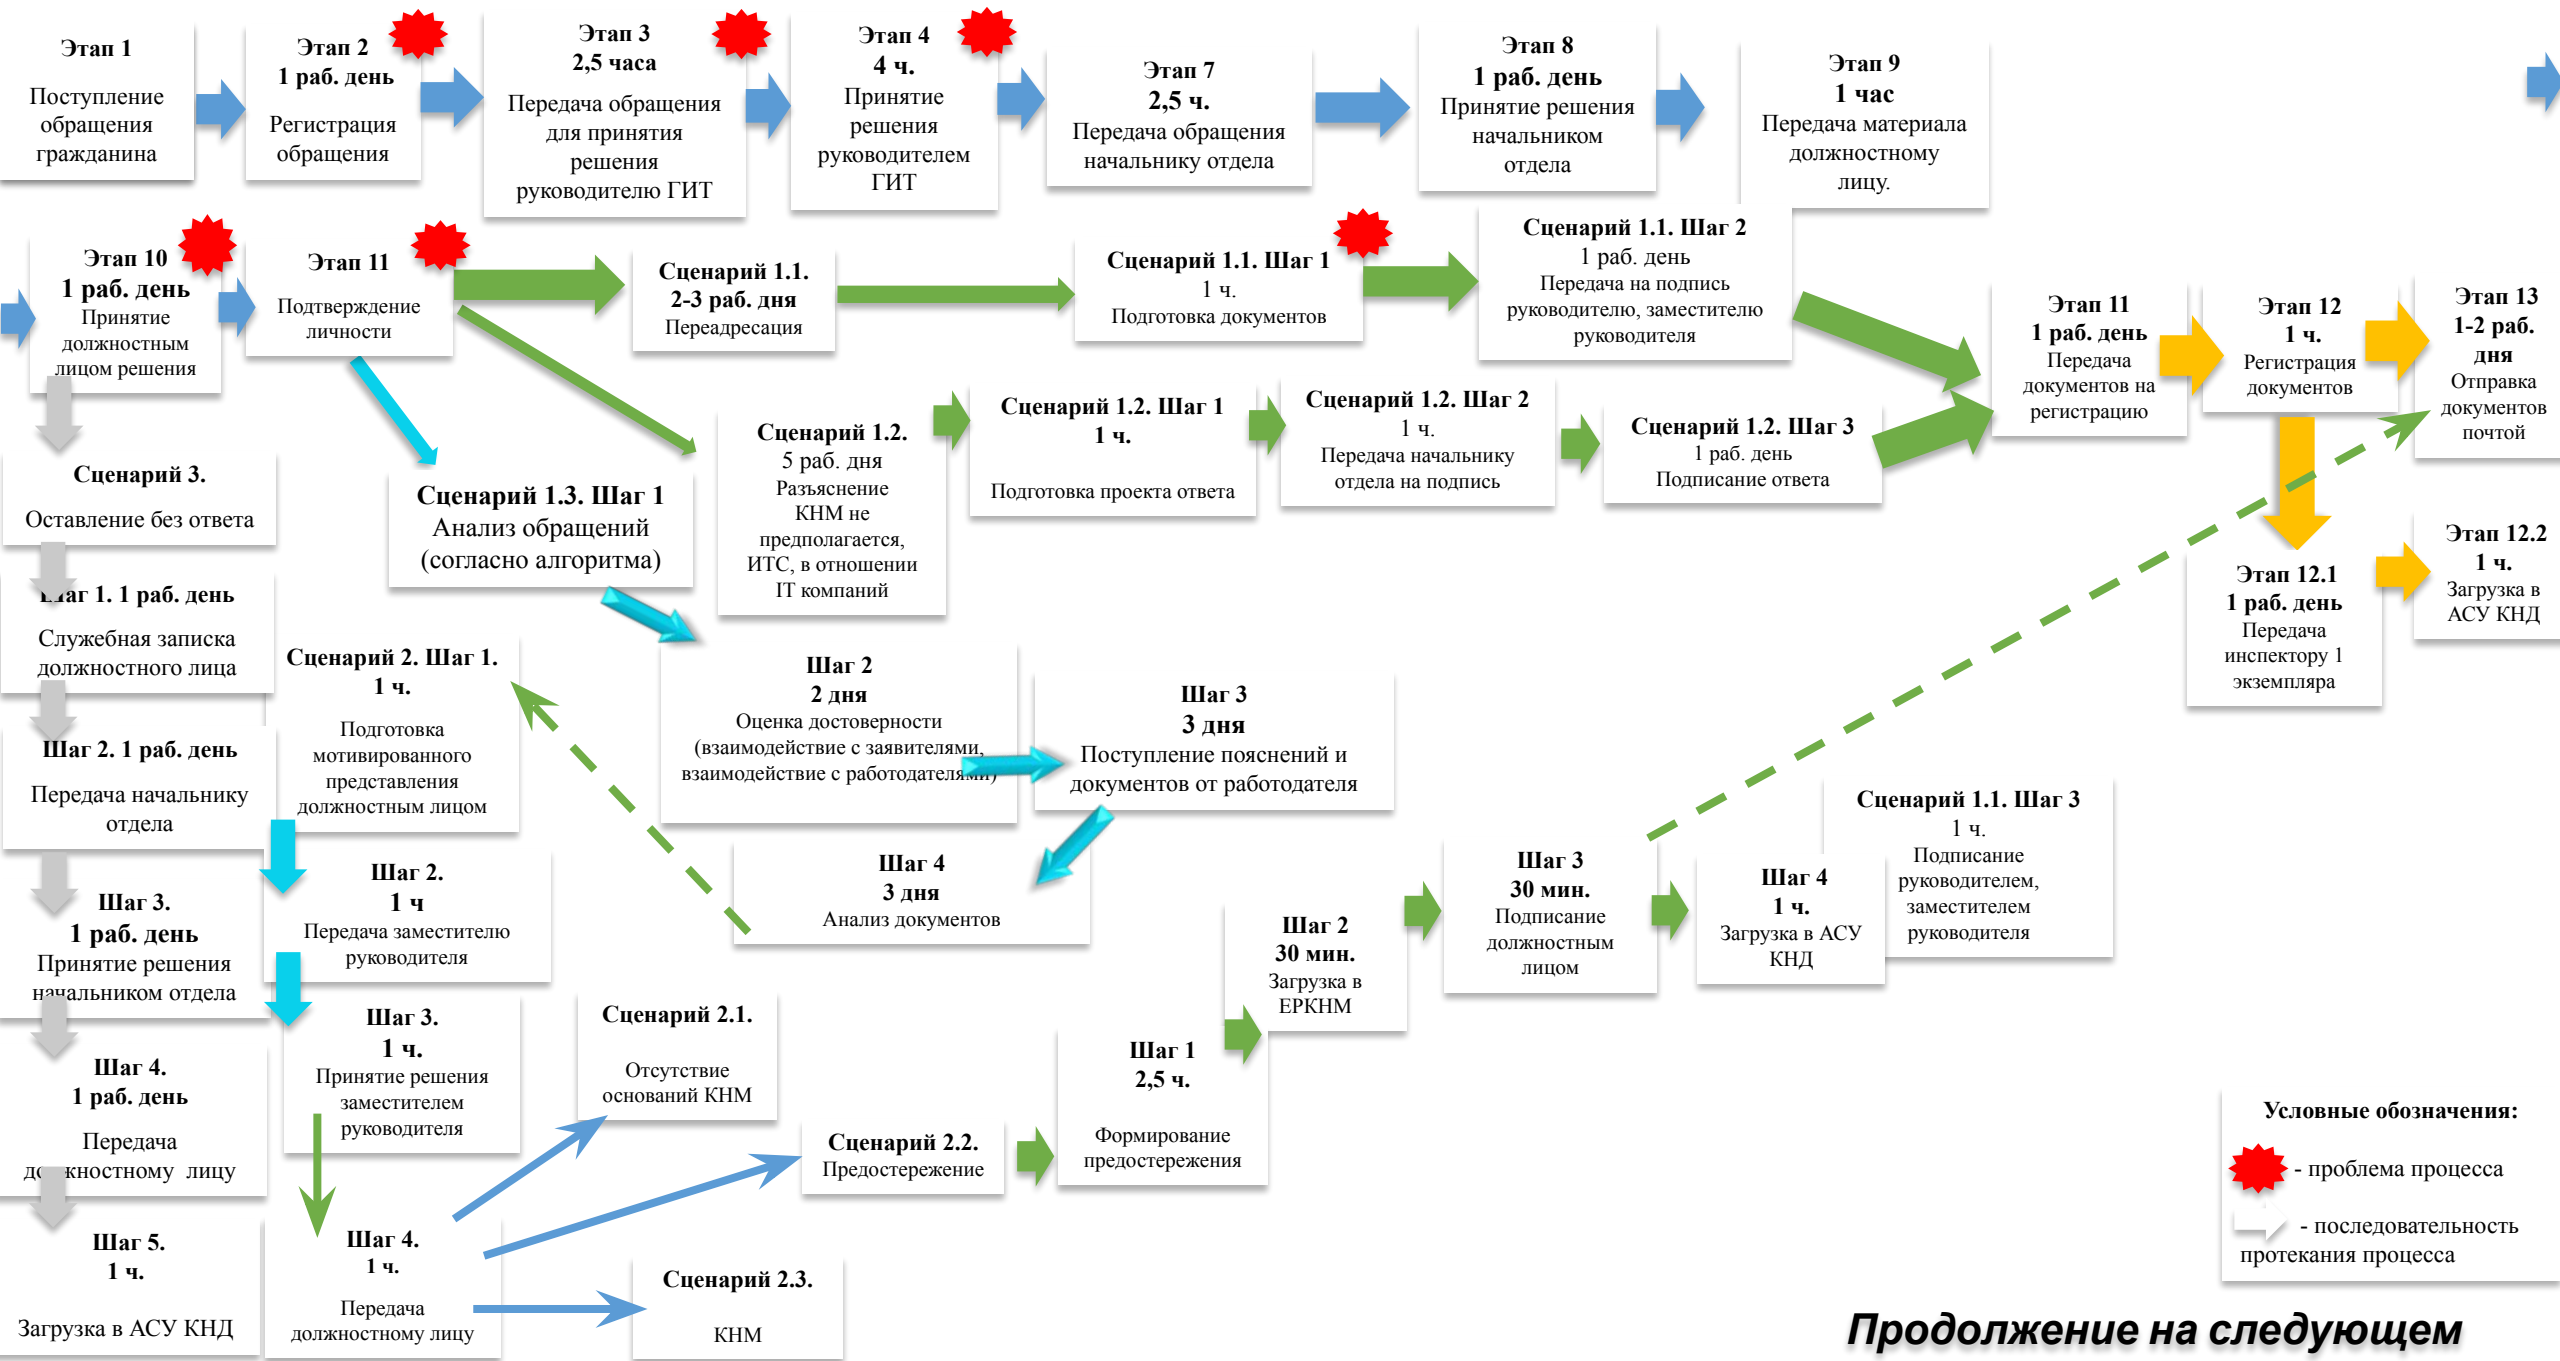 Этап 1
Поступление
обращения
гражданина
Этап 2
1 раб. день
Регистрация
обращения
Этап 3
2,5 часа
Передача обращения
для принятия
решения
руководителю ГИТ
Этап 4
4 ч.
Принятие
решения
руководителем
ГИТ
Этап 7
2,5 ч.
Передача обращения
начальнику отдела
Этап 8
1 раб. день
Принятие решения
начальником
отдела
Этап 9
1 час
Передача материала
должностному
лицу.
Этап 10
1 раб. день
Принятие
должностным
лицом решения
Этап 11
Подтверждение
личности
Сценарий 1.1.
2-3 раб. дня
Переадресация
Сценарий 1.1. Шаг 1
1 ч.
Подготовка документов
Сценарий 1.1. Шаг 2
1 раб. день
Передача на подпись
руководителю, заместителю
руководителя
Этап 11
1 раб. день
Передача
документов на
регистрацию
Этап 12
1 ч.
Регистрация
документов
Этап 13
1-2 раб.
дня
Отправка
документов
почтой
Сценарий 3.
Оставление без ответа
Сценарий 1.3. Шаг 1
Анализ обращений
(согласно алгоритма)
Сценарий 1.2.
5 раб. дня
Разъяснение
КНМ не
предполагается,
ИТС, в отношении
IT компаний
Сценарий 1.2. Шаг 1
1 ч.
Подготовка проекта ответа
Сценарий 1.2. Шаг 2
1 ч.
Передача начальнику
отдела на подпись
Сценарий 1.2. Шаг 3
1 раб. день
Подписание ответа
Этап 12.1
1 раб. день
Передача
инспектору 1
экземпляра
Этап 12.2
1 ч.
Загрузка в
АСУ КНД
Шаг 1. 1 раб. день
Служебная записка
должностного лица
Сценарий 2. Шаг 1.
1 ч.
Подготовка
мотивированного
представления
должностным лицом
Шаг 2
2 дня
Оценка достоверности
(взаимодействие с заявителями,
взаимодействие с работодателями)
Шаг 3
3 дня
Поступление пояснений и
документов от работодателя
Шаг 2. 1 раб. день
Передача начальнику
отдела
Шаг 2.
1 ч
Передача заместителю
руководителя
Шаг 4
3 дня
Анализ документов
Шаг 3
30 мин.
Подписание
должностным
лицом
Шаг 4
1 ч.
Загрузка в АСУ
КНД
Сценарий 1.1. Шаг 3
1 ч.
Подписание
руководителем,
заместителем
руководителя
Шаг 3.
1 раб. день
Принятие решения
начальником отдела
Шаг 3.
1 ч.
Принятие решения
заместителем
руководителя
Сценарий 2.1.
Отсутствие
оснований КНМ
Шаг 2
30 мин.
Загрузка в
ЕРКНМ
Шаг 1
2,5 ч.
Формирование
предостережения
Шаг 4.
1 раб. день
Передача
должностному лицу
Сценарий 2.2.
Предостережение
Шаг 5.
1 ч.
Загрузка в АСУ КНД
Шаг 4.
1 ч.
Передача
должностному лицу
Сценарий 2.3.
КНМ
Условные обозначения:
- проблема процесса
- последовательность
протекания процесса
Продолжение на следующем